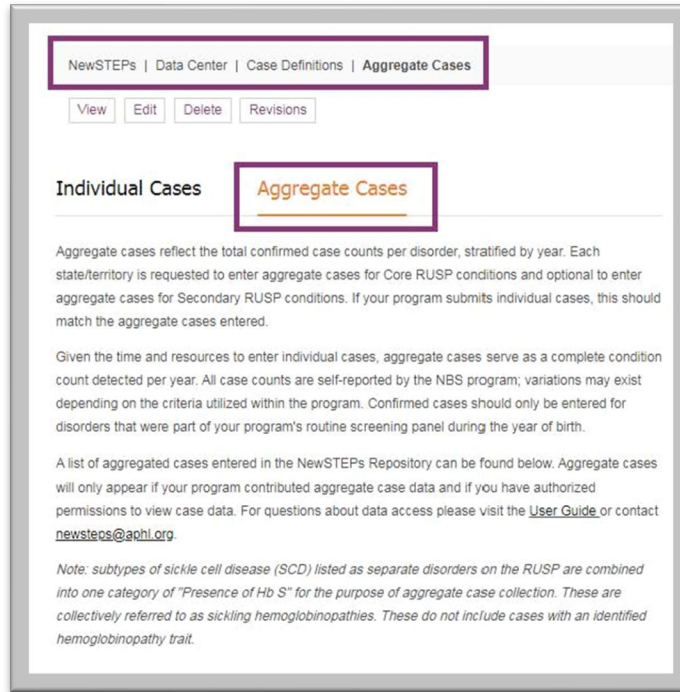 NewSTEPs | Data Center | Case Definitions | Aggregate Cases
View Edit Delete Revisions
Individual Cases Aggregate Cases
Aggregate cases reflect the total confirmed case counts per disorder, stratified by year. Each
state/territory is requested to enter aggregate cases for Core RUSP conditions and optional to enter
aggregate cases for Secondary RUSP conditions. If your program submits individual cases, this should
match the aggregate cases entered.
Given the time and resources to enter individual cases, aggregate cases serve as a complete condition
count detected per year. All case counts are self-reported by the NBS program; variations may exist
depending on the criteria utilized within the program. Confirmed cases should only be entered for
disorders that were part of your program's routine screening panel during the year of birth.
A list of aggregated cases entered in the NewSTEPs Repository can be found below. Aggregate cases
will only appear if your program contributed aggregate case data and if you have authorized
permissions to view case data. For questions about data access please visit the User Guide or contact
newsteps@aphl.org.
Note: subtypes of sickle cell disease (SCD) listed as separate disorders on the RUSP are combined
into one category of "Presence of Hb S" for the purpose of aggregate case collection. These are
collectively referred to as sickling hemoglobinopathies. These do not include cases with an identified
hemoglobinopathy trait.